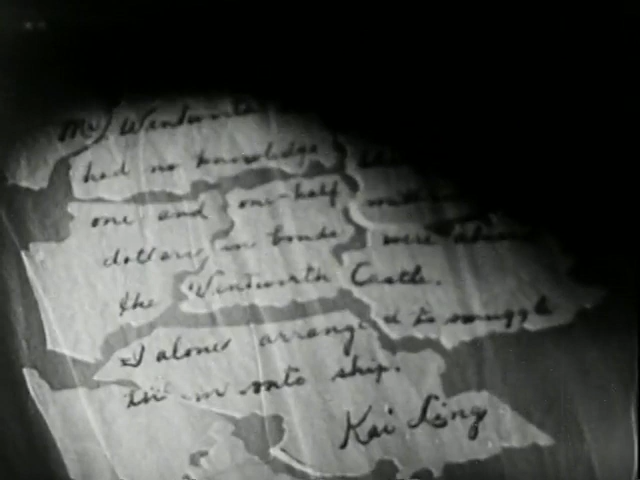 Mr Wentworth
had no knowledge
one and one-half
dollars in bonds were
the Wentworth Castle.
I alone arranged to smuggle
onto ship.
Kai Ling